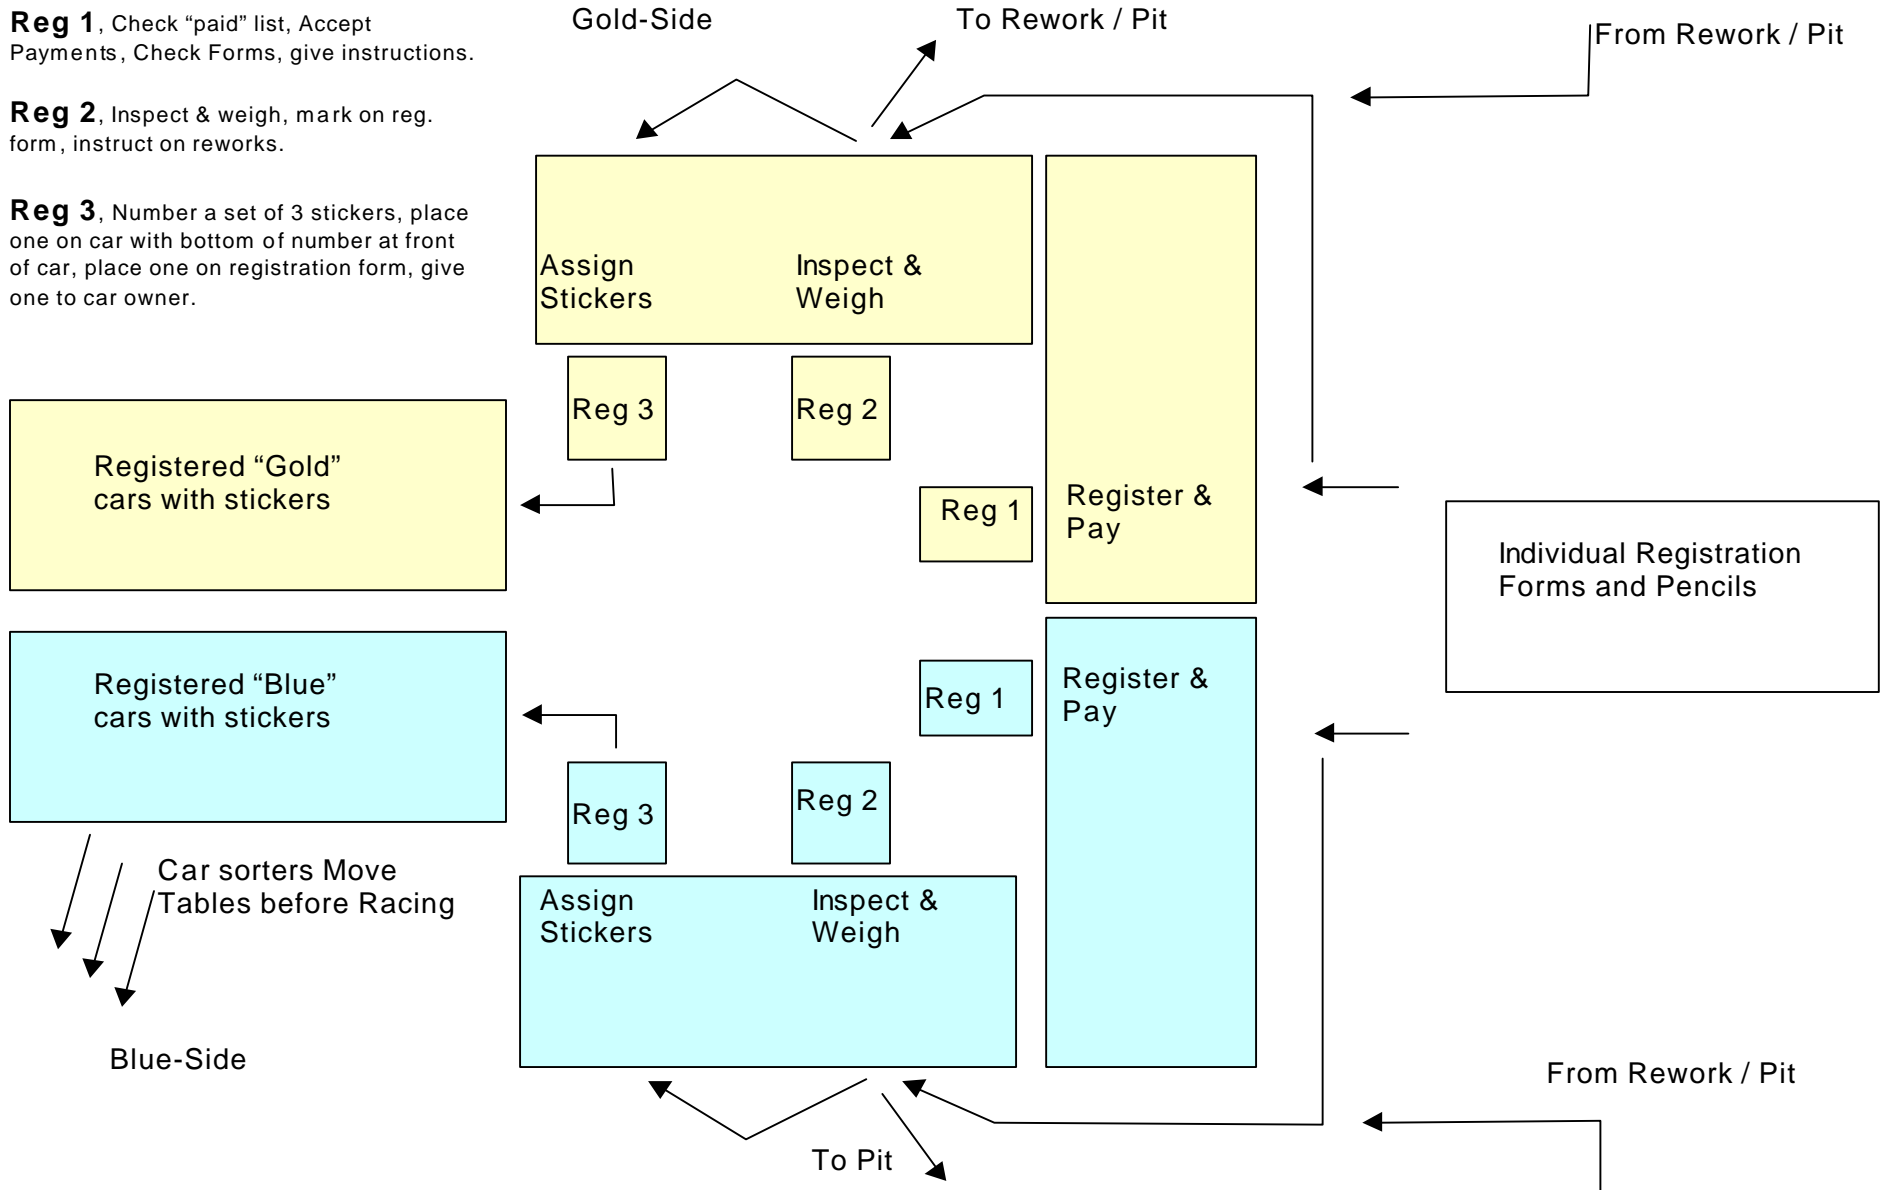 Reg 1, Check “paid” list, Accept
Payments, Check Forms, give instructions.
Reg 2, Inspect & weigh, mark on reg.
form, instruct on reworks.
Reg 3, Number a set of 3 stickers, place
one on car with bottom of number at front
of car, place one on registration form, give
one to car owner.
Gold-Side
To Rework / Pit
From Rework / Pit
Assign
Stickers
Inspect &
Weigh
Reg 3
Reg 2
Registered “Gold”
cars with stickers
Reg 1
Register &
Pay
Individual Registration
Forms and Pencils
Registered “Blue”
cars with stickers
Reg 1
Register &
Pay
Reg 3
Reg 2
Car sorters Move
Tables before Racing
Assign
Stickers
Inspect &
Weigh
Blue-Side
From Rework / Pit
To Pit